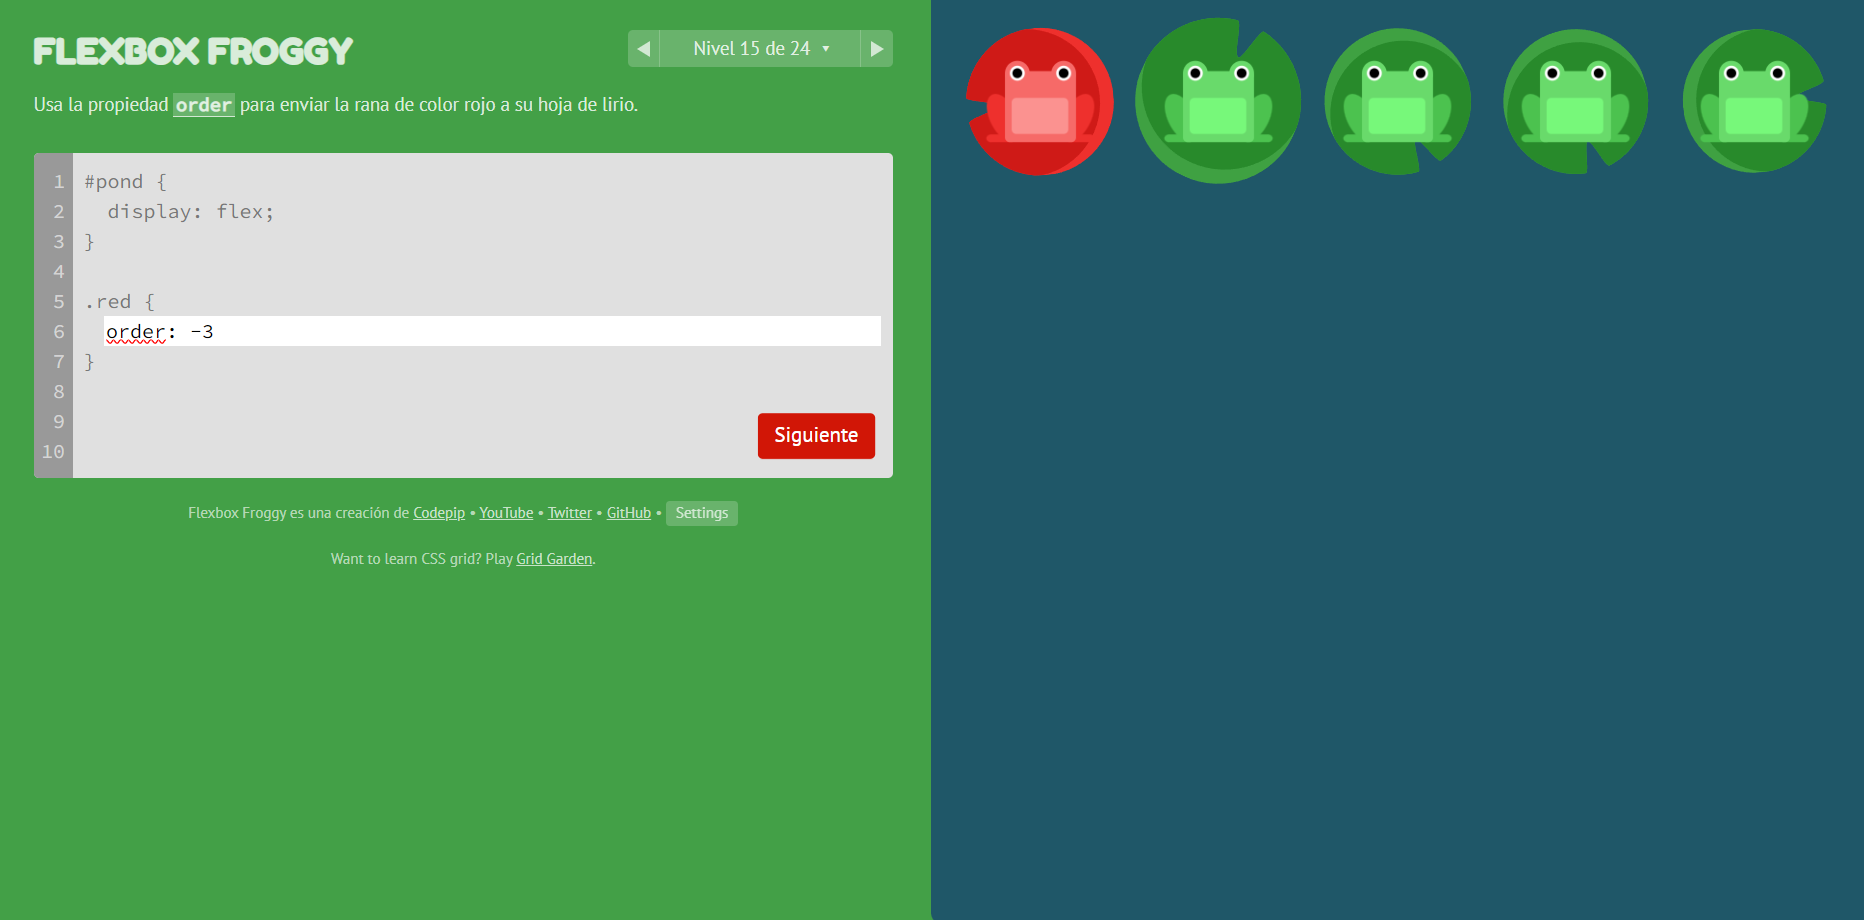 FLEXBOX FROGGY
◀ Nivel 15 de 24 ▾ ▶
Usa la propiedad order para enviar la rana de color rojo a su hoja de lirio.
1 #pond {
2   display: flex;
3 }
4
5 .red {
6   order: -3
7 }
8
9
10
Siguiente
Flexbox Froggy es una creación de Codepip • YouTube • Twitter • GitHub • Settings
Want to learn CSS grid? Play Grid Garden.